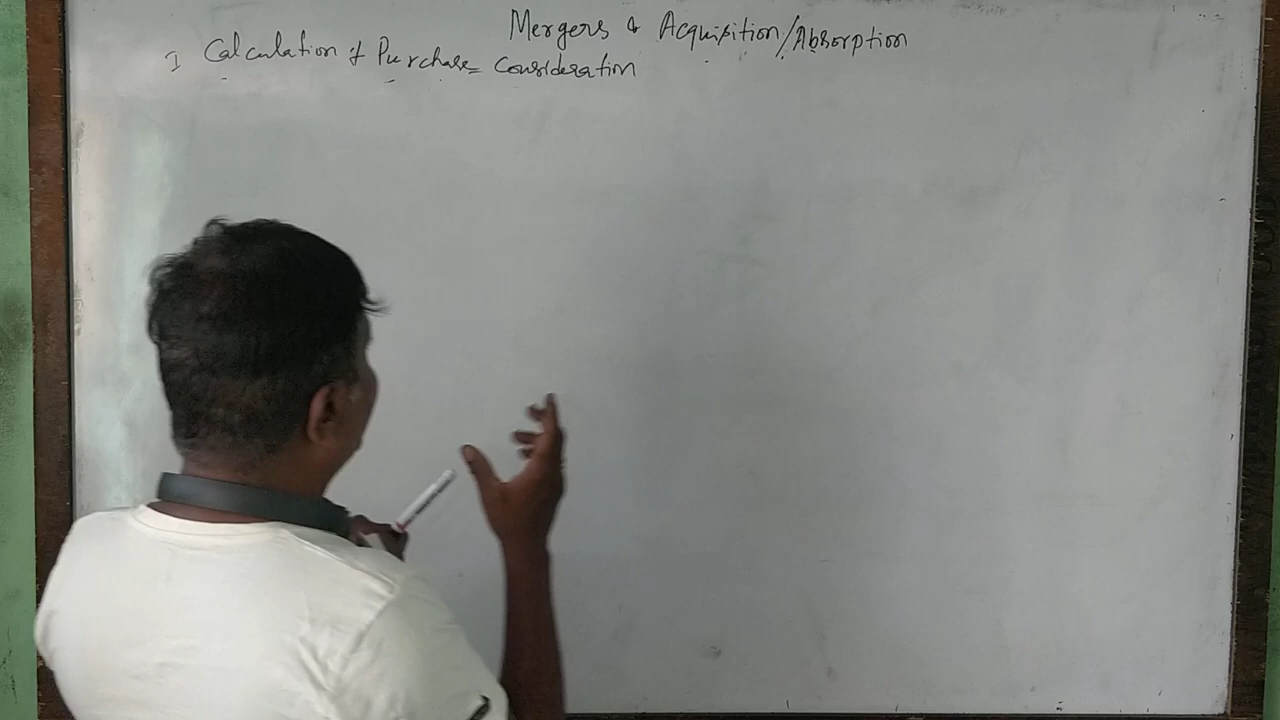 Mergers & Acquisition/Absorption
I Calculation of Purchase Consideration